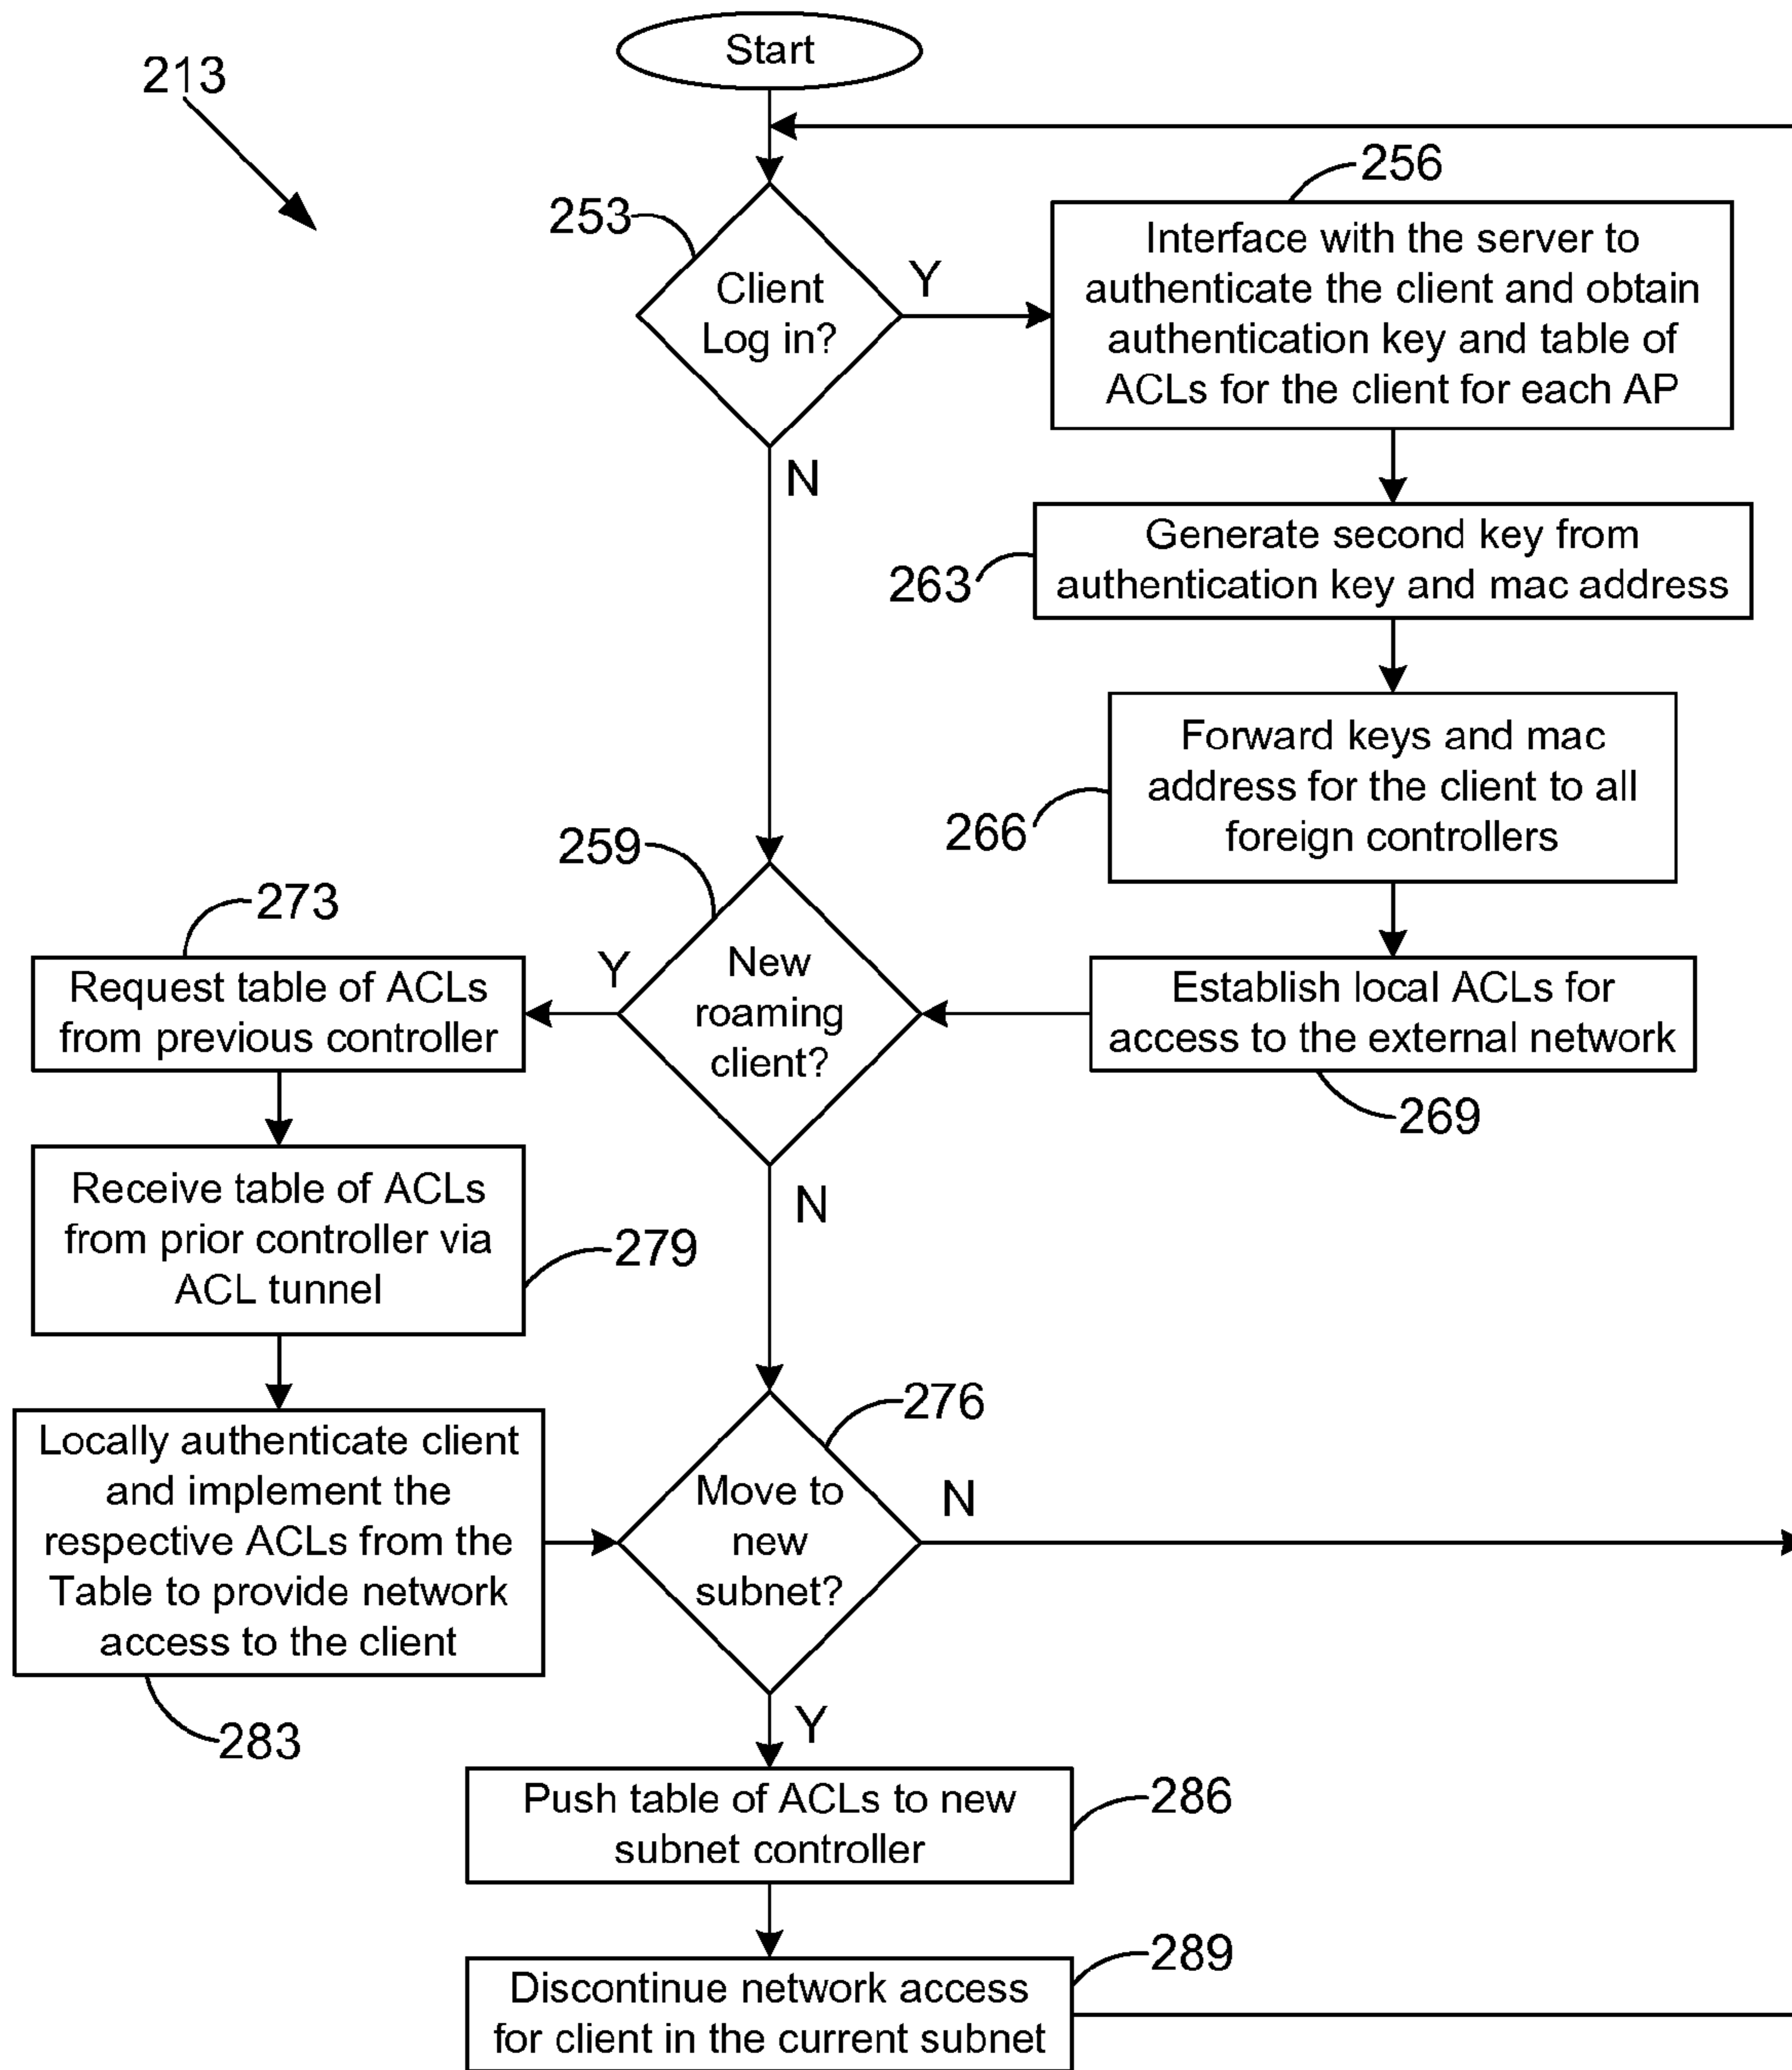 Start
213
253
Client
Log in?
Y
N
256
Interface with the server to
authenticate the client and obtain
authentication key and table of
ACLs for the client for each AP
263
Generate second key from
authentication key and mac address
266
Forward keys and mac
address for the client to all
foreign controllers
259
New
roaming
client?
Y
N
Establish local ACLs for
access to the external network
269
273
Request table of ACLs
from previous controller
Receive table of ACLs
from prior controller via
ACL tunnel
279
Locally authenticate client
and implement the
respective ACLs from the
Table to provide network
access to the client
283
276
Move to
new
subnet?
N
Y
Push table of ACLs to new
subnet controller
286
Discontinue network access
for client in the current subnet
289